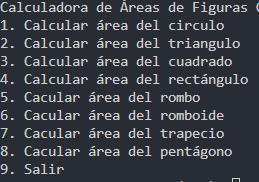 Calculadora de Áreas de Figuras
1. Calcular área del circulo
2. Calcular área del triangulo
3. Calcular área del cuadrado
4. Calcular área del rectángulo
5. Cacular área del rombo
6. Cacular área del romboide
7. Cacular área del trapecio
8. Cacular área del pentágono
9. Salir